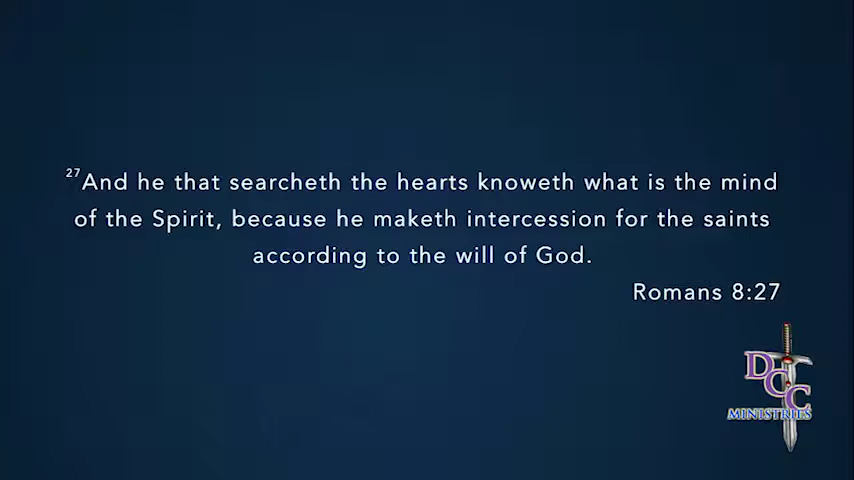 27And he that searcheth the hearts knoweth what is the mind
of the Spirit, because he maketh intercession for the saints
according to the will of God.
Romans 8:27
DCC
MINISTRIES